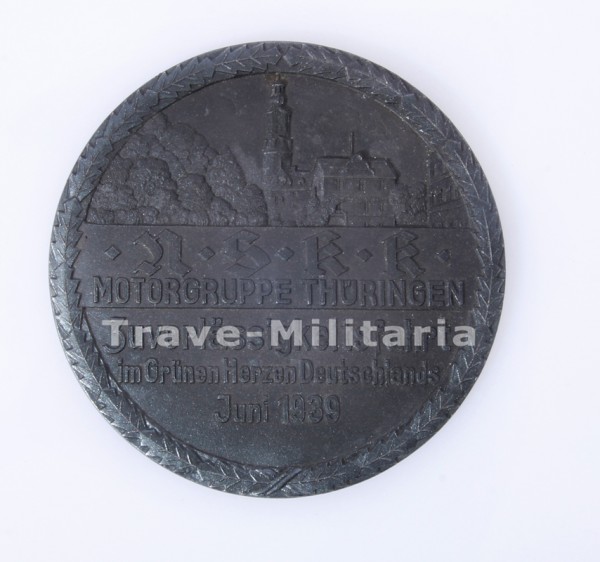 · N · S · K · K ·
MOTORGRUPPE THÜRINGEN
Trave-Militaria
im Grünen Herzen Deutschlands
Juni 1939